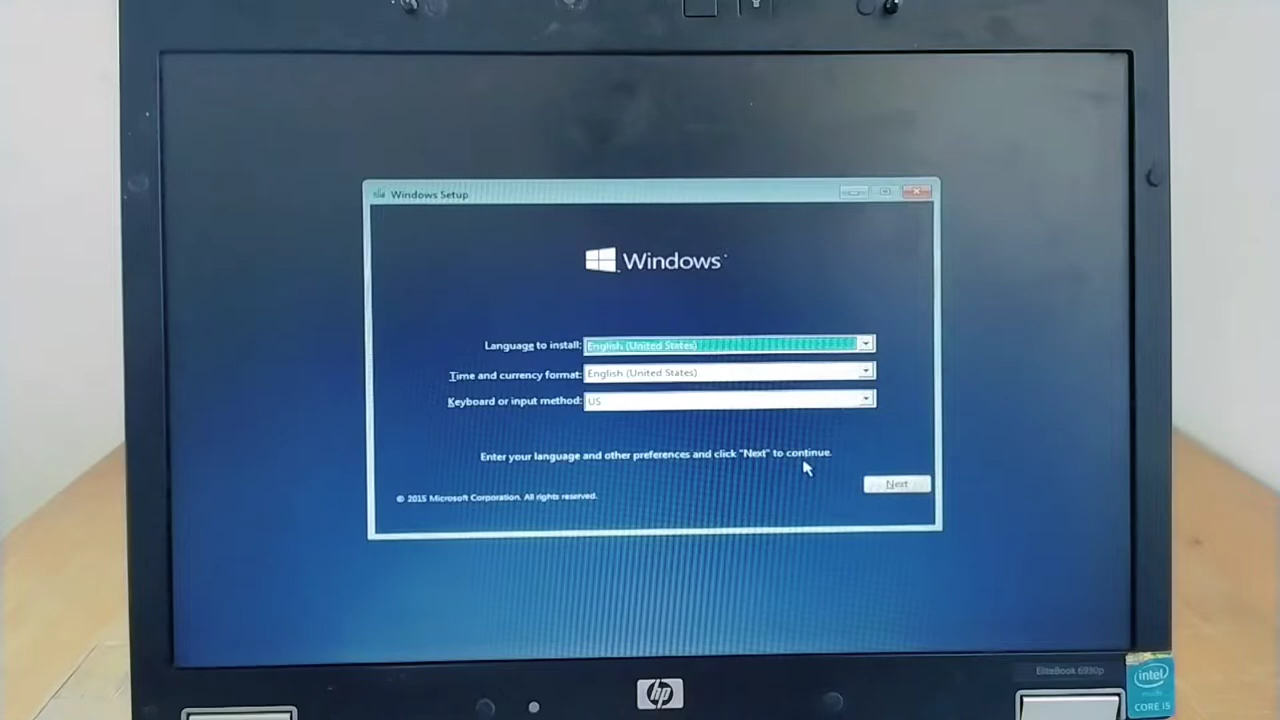 Windows Setup
Windows
Language to install: English (United States)
Time and currency format: English (United States)
Keyboard or input method: US
Enter your language and other preferences and click "Next" to continue.
Next
© 2015 Microsoft Corporation. All rights reserved.
hp
EliteBook 6930p
intel
inside
CORE i5